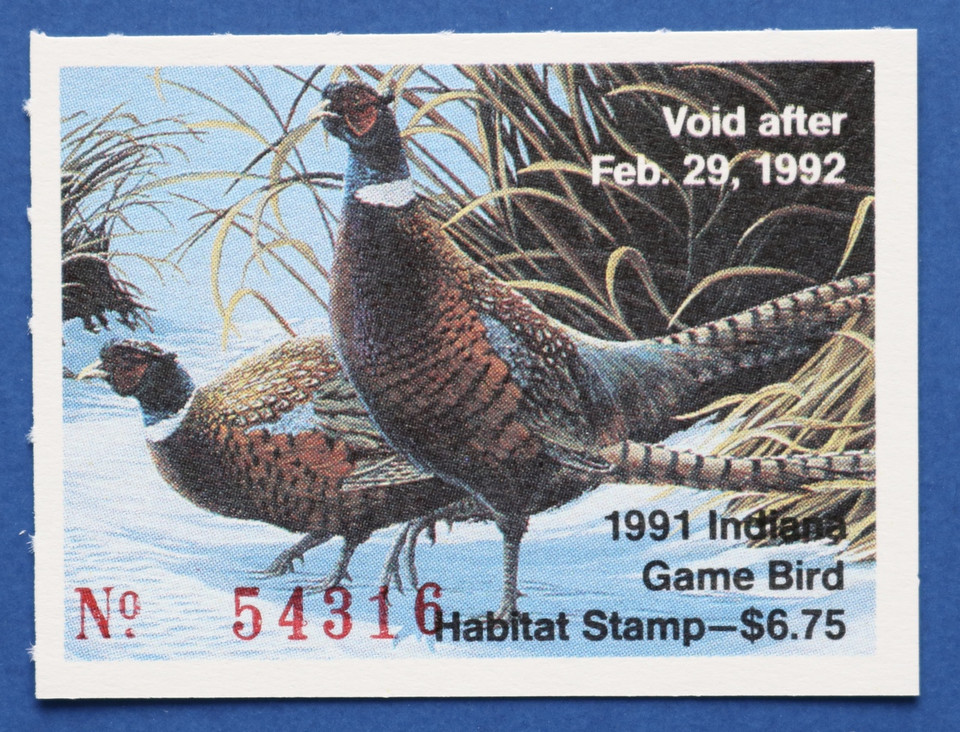 Void after
Feb. 29, 1992
1991 Indiana
Game Bird
Habitat Stamp—$6.75
No. 54316